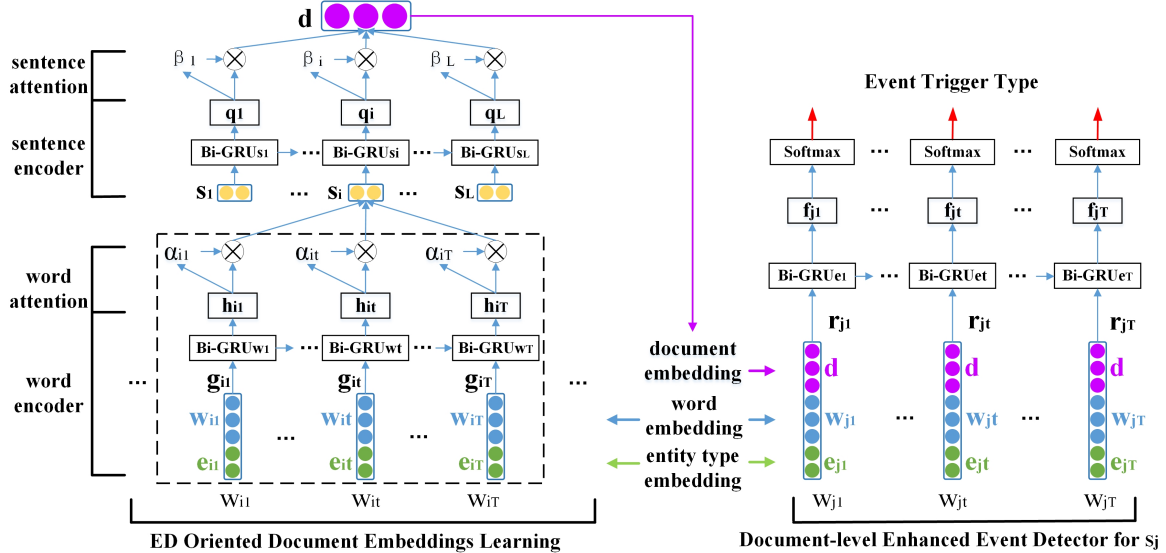 d
sentence
attention
β 1
β i
β L
q1
qi
qL
sentence
encoder
Bi-GRUs1
...
Bi-GRUsi
...
Bi-GRUsL
s1
...
si
...
sL
word
attention
αi1
αit
αiT
hi1
hit
hiT
word
encoder
Bi-GRUw1
...
Bi-GRUwt
...
Bi-GRUwT
...
gi1
git
giT
...
wi1
wit
wiT
...
...
ei1
eit
eiT
wi1
wit
wiT
ED Oriented Document Embeddings Learning
document
embedding
word
embedding
entity type
embedding
Event Trigger Type
Softmax
...
Softmax
...
Softmax
fj1
...
fjt
...
fjT
Bi-GRUe1
...
Bi-GRUet
...
Bi-GRUeT
rj1
rjt
rjT
d
d
d
wj1
...
wjt
...
wjT
ej1
ejt
ejT
wj1
wjt
wjT
Document-level Enhanced Event Detector for sj